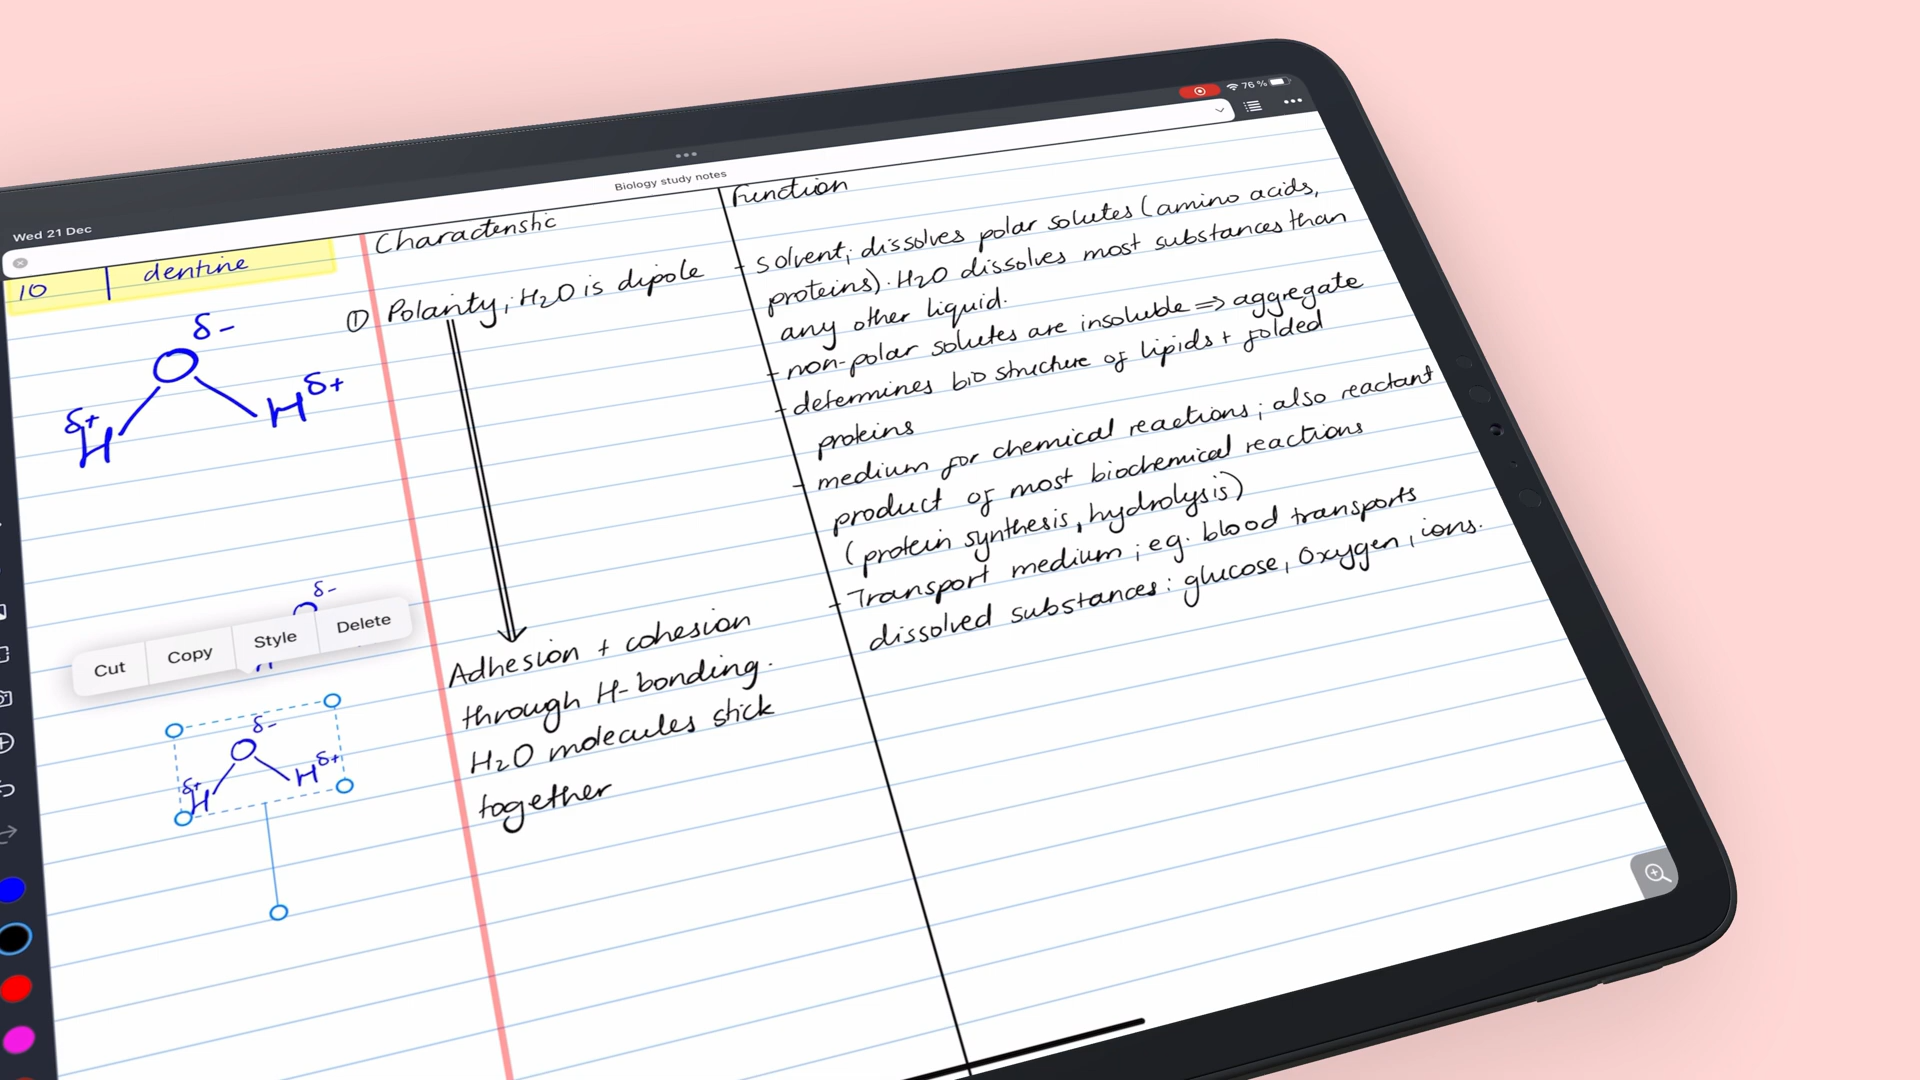 76 %
Wed 21 Dec
Biology study notes
10 dentine
δ-
δ+
H
H δ+
δ-
Cut Copy Style Delete
δ-
δ+
H
H δ+
Characteristic
① Polarity; H₂O is dipole
Adhesion + cohesion
through H-bonding.
H₂O molecules stick
together
Function
- solvent; dissolves polar solutes (amino acids,
proteins). H₂O dissolves most substances than
any other liquid.
- non-polar solutes are insoluble ⇒ aggregate
- determines bio structure of lipids + folded
proteins
- medium for chemical reactions; also reactant
product of most biochemical reactions
(protein synthesis, hydrolysis)
- Transport medium; eg. blood transports
dissolved substances: glucose, Oxygen, ions.